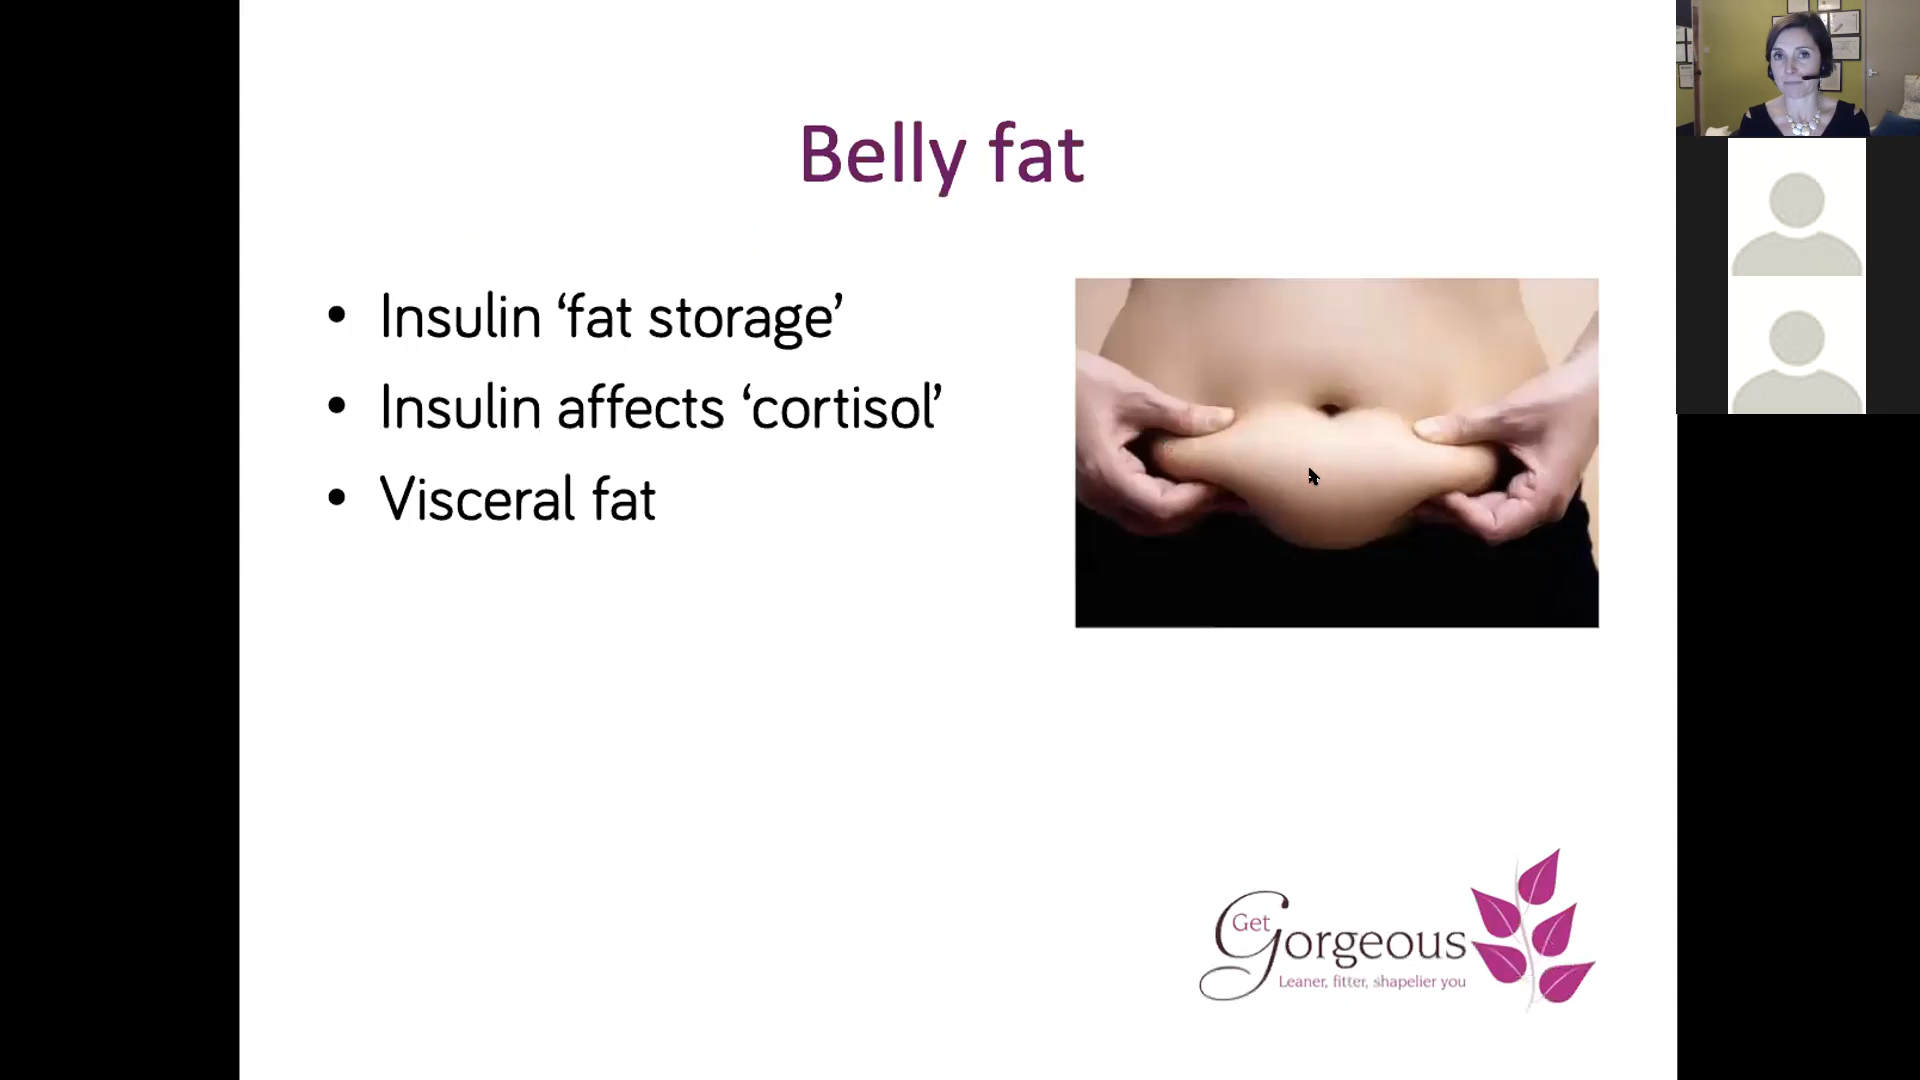 Belly fat
• Insulin ‘fat storage’
• Insulin affects ‘cortisol’
• Visceral fat
Get
Gorgeous
Leaner, fitter, shapelier you